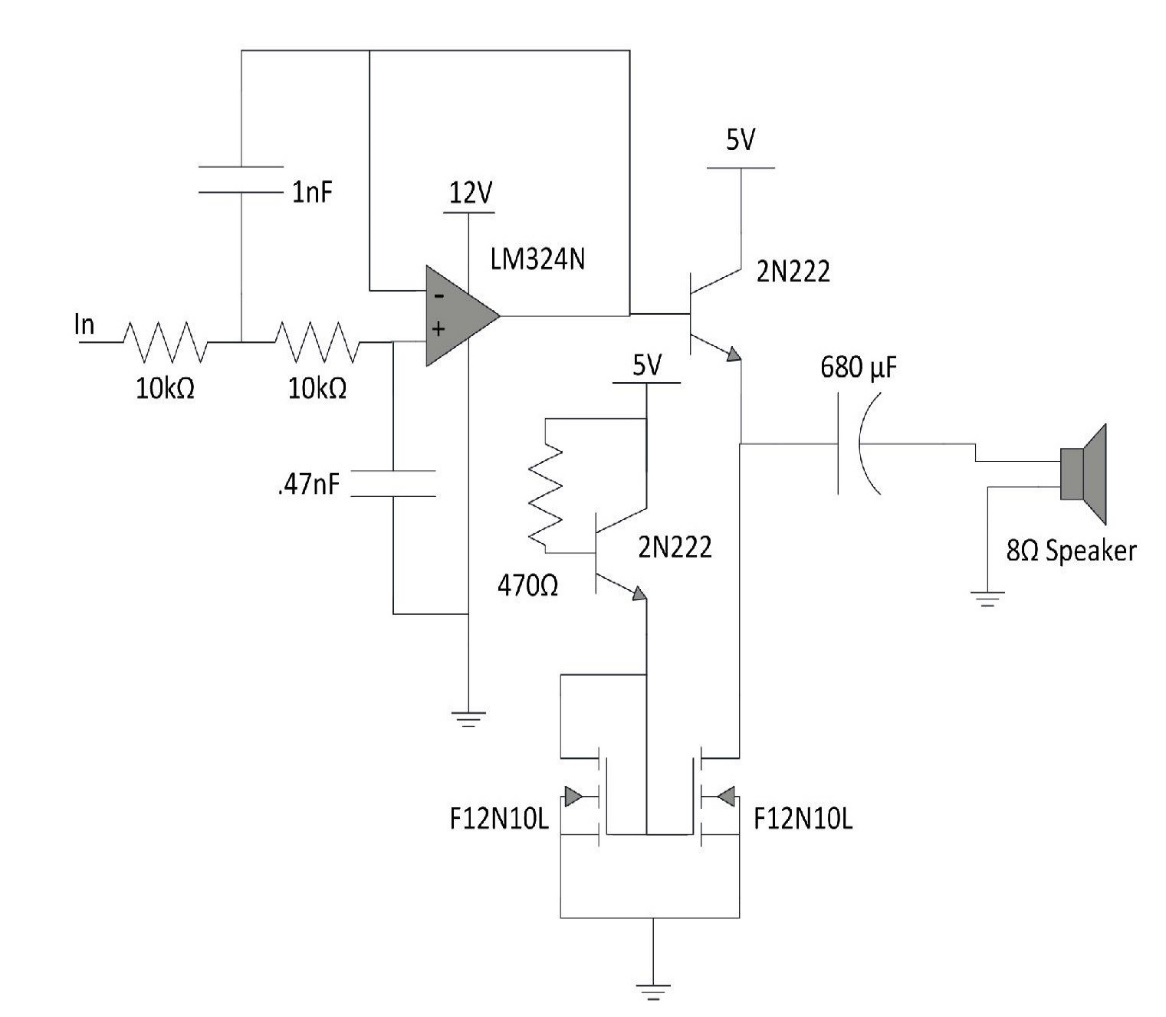 5V
12V
1nF
LM324N
2N222
In
10kΩ
10kΩ
5V
680 µF
.47nF
470Ω
2N222
8Ω Speaker
-
+
F12N10L
F12N10L